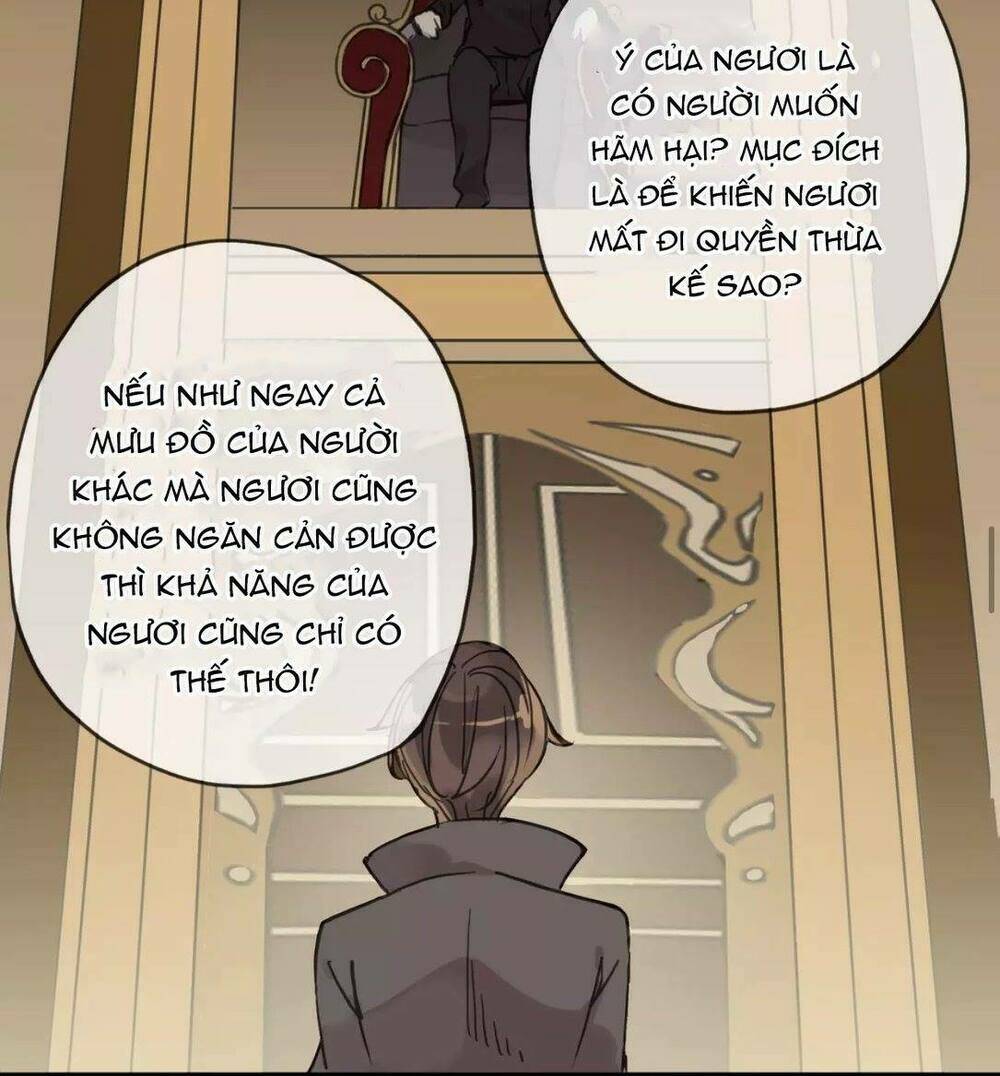 Ý CỦA NGƯƠI LÀ
CÓ NGƯỜI MUỐN
HÃM HẠI? MỤC ĐÍCH
LÀ ĐỂ KHIẾN NGƯƠI
MẤT ĐI QUYỀN THỪA
KẾ SAO?
NẾU NHƯ NGAY CẢ
MƯU ĐỒ CỦA NGƯỜI
KHÁC MÀ NGƯƠI CŨNG
KHÔNG NGĂN CẢN ĐƯỢC
THÌ KHẢ NĂNG CỦA
NGƯƠI CŨNG CHỈ CÓ
THẾ THÔI!